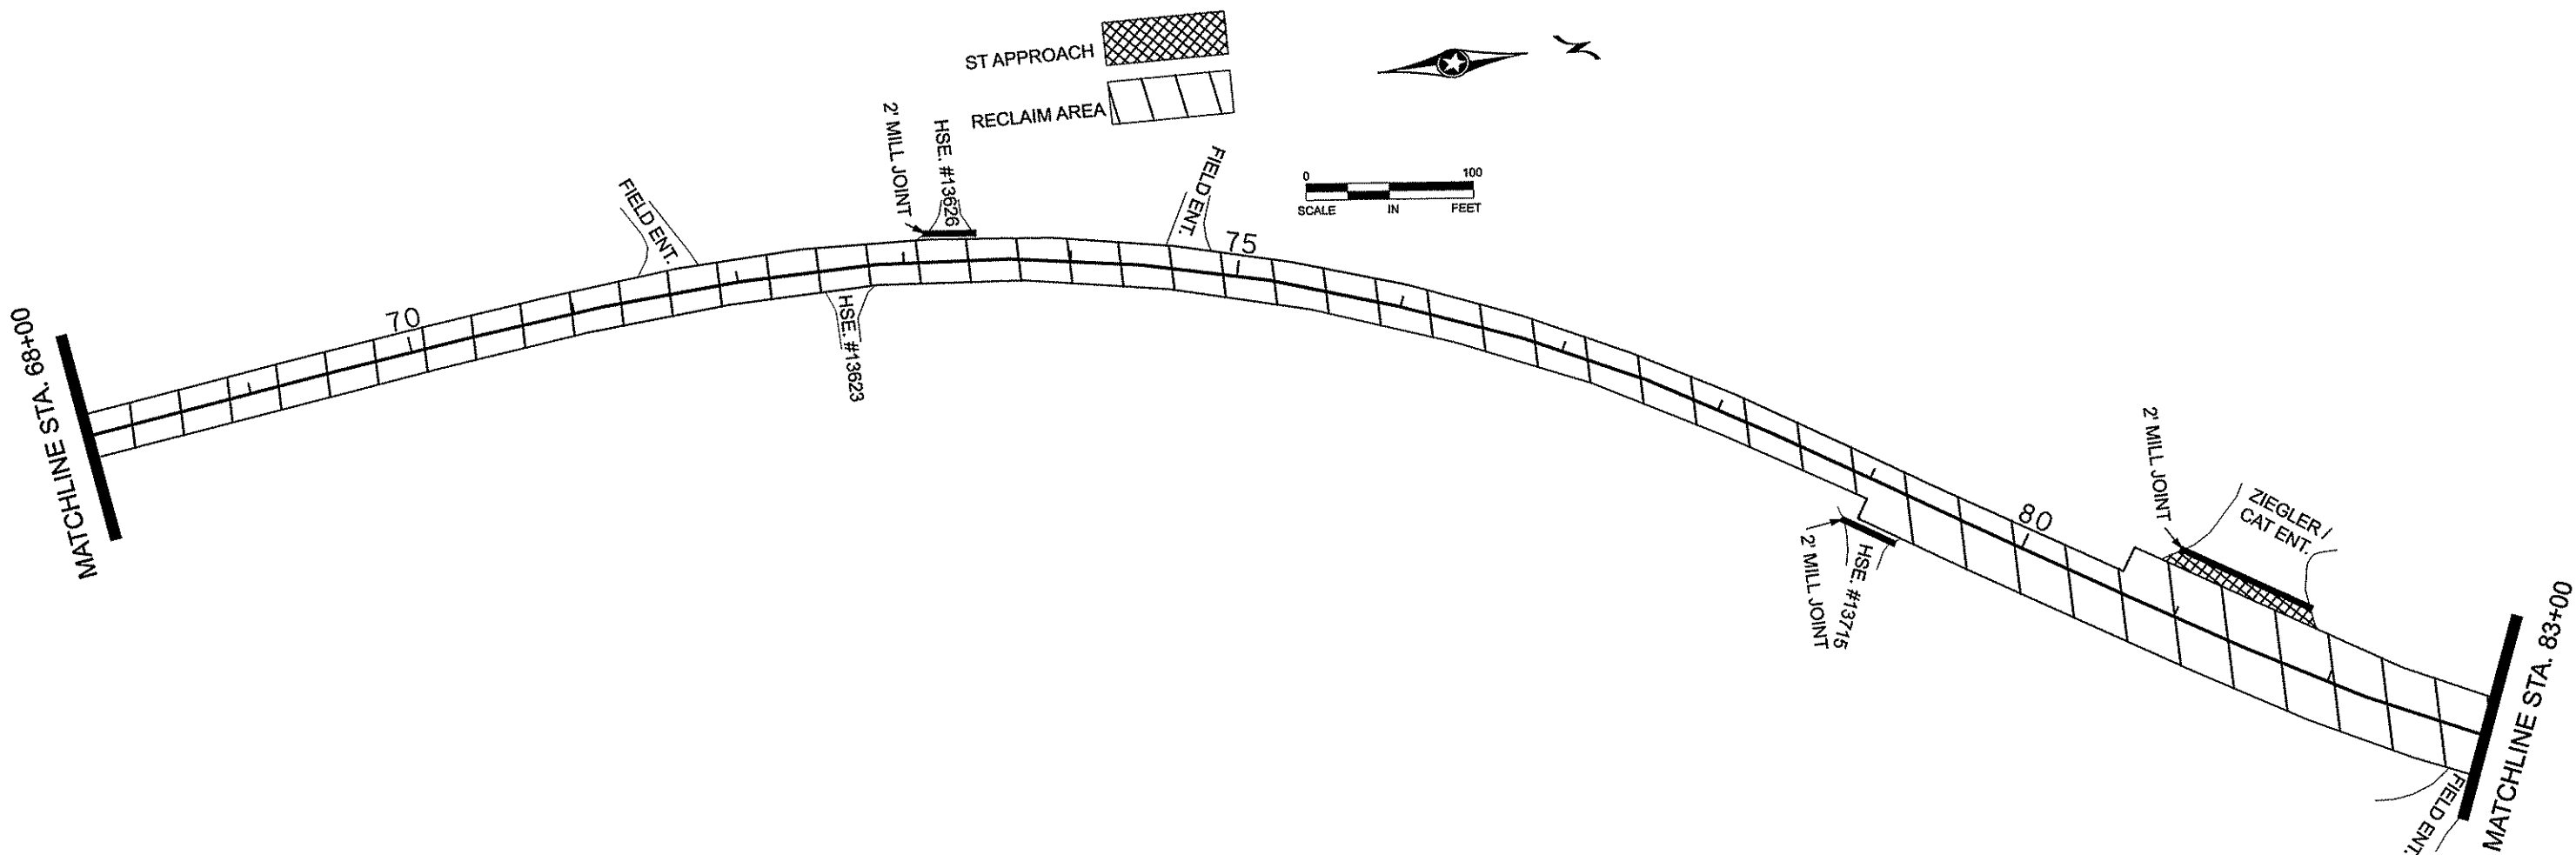 ST APPROACH
RECLAIM AREA
0 100
SCALE IN FEET
MATCHLINE STA. 68+00
70
FIELD ENT.
HSE. #13623
2' MILL JOINT
HSE. #13626
FIELD ENT.
75
2' MILL JOINT
HSE. #13715
80
2' MILL JOINT
ZIEGLER /
CAT ENT.
FIELD ENT.
MATCHLINE STA. 83+00